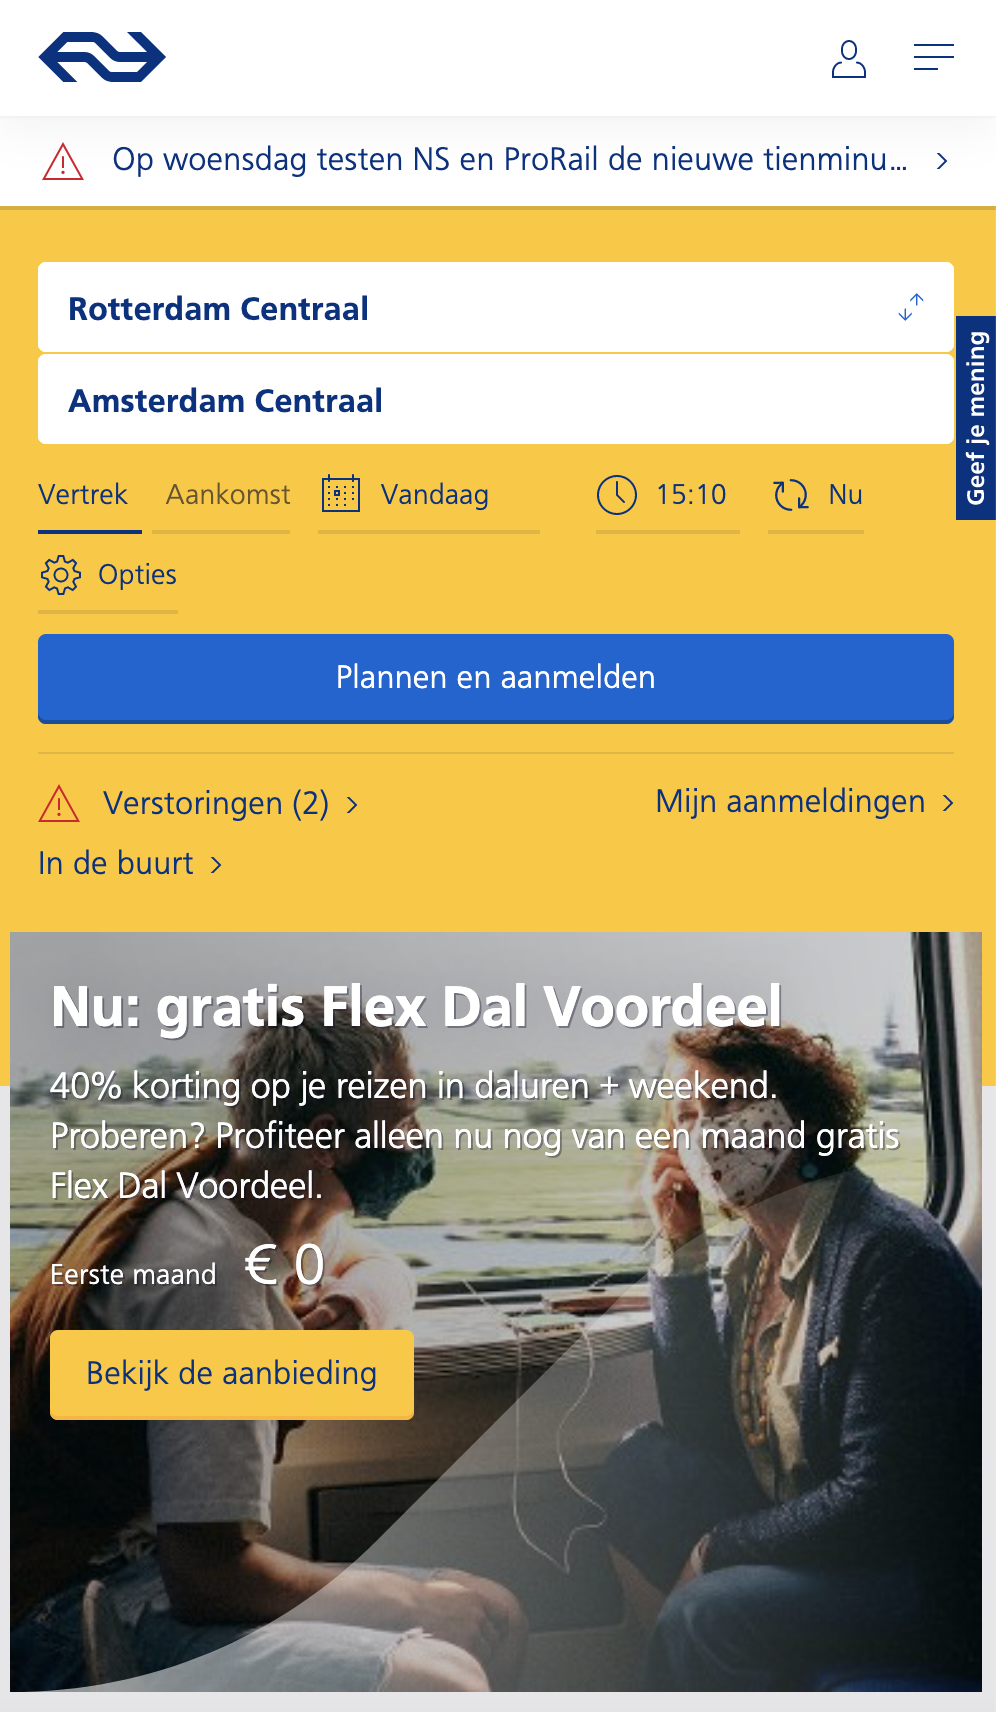 Op woensdag testen NS en ProRail de nieuwe tienminu...
Rotterdam Centraal
Amsterdam Centraal
Geef je mening
Vertrek Aankomst Vandaag 15:10 Nu
Opties
Plannen en aanmelden
Verstoringen (2) Mijn aanmeldingen
In de buurt
Nu: gratis Flex Dal Voordeel
40% korting op je reizen in daluren + weekend.
Proberen? Profiteer alleen nu nog van een maand gratis
Flex Dal Voordeel.
Eerste maand € 0
Bekijk de aanbieding